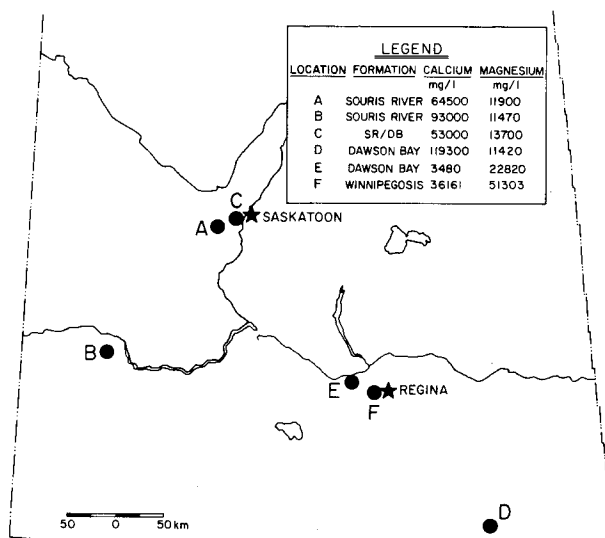 LEGEND
LOCATION FORMATION CALCIUM MAGNESIUM
mg/l mg/l
A SOURIS RIVER 64500 11900
B SOURIS RIVER 93000 11470
C SR/DB 53000 13700
D DAWSON BAY 119300 11420
E DAWSON BAY 3480 22820
F WINNIPEGOSIS 36161 51303
C
SASKATOON
A
B
E
REGINA
F
D
50 0 50 km